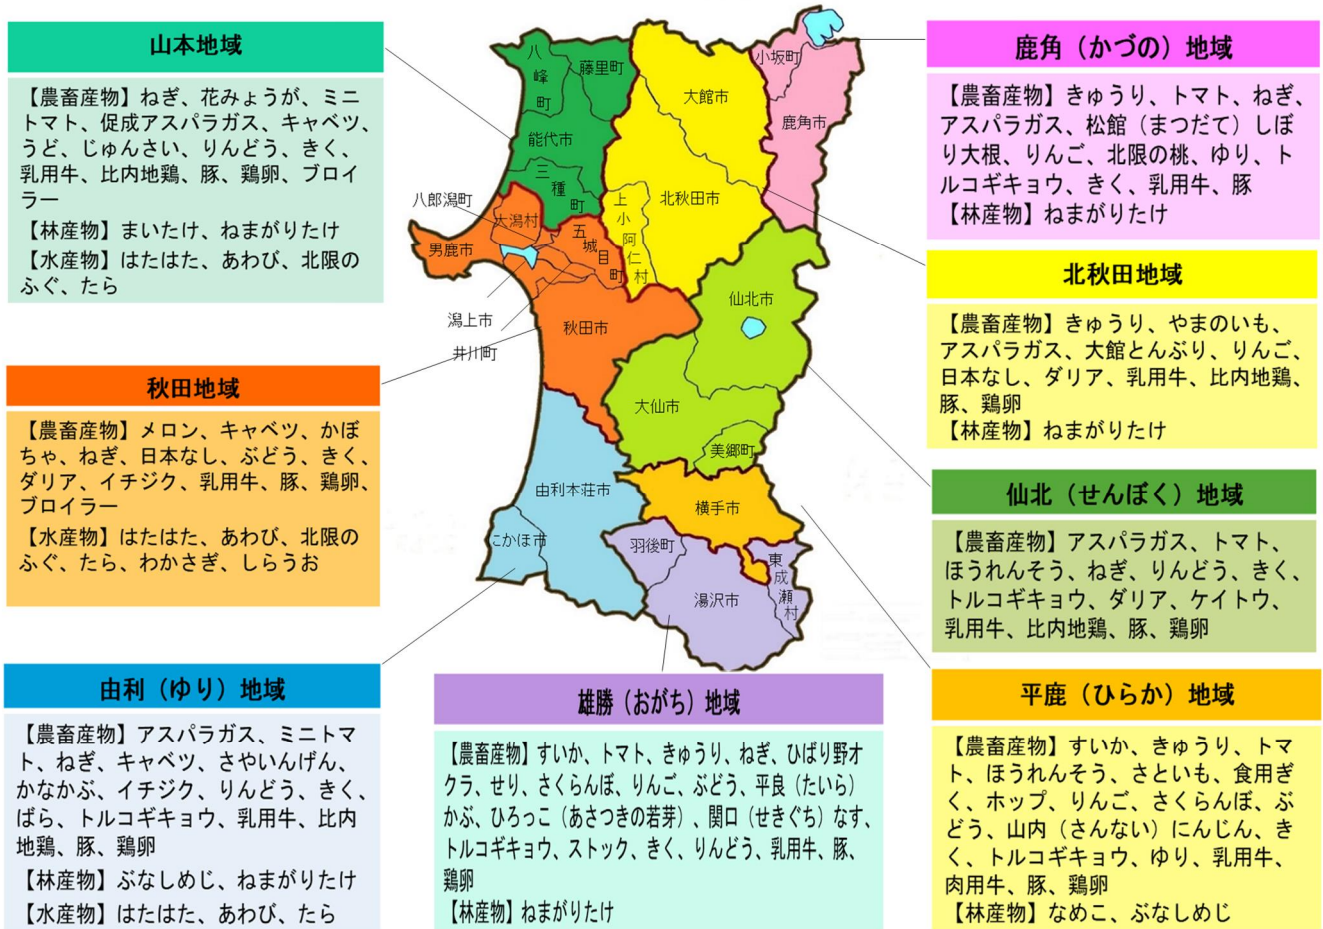 山本地域
【農畜産物】ねぎ、花みょうが、ミニ
トマト、促成アスパラガス、キャベツ、
うど、じゅんさい、りんどう、きく、
乳用牛、比内地鶏、豚、鶏卵、ブロイ
ラー
【林産物】まいたけ、ねまがりたけ
【水産物】はたはた、あわび、北限の
ふぐ、たら
秋田地域
【農畜産物】メロン、キャベツ、かぼ
ちゃ、ねぎ、日本なし、ぶどう、きく、
ダリア、イチジク、乳用牛、豚、鶏卵、
ブロイラー
【水産物】はたはた、あわび、北限の
ふぐ、たら、わかさぎ、しらうお
由利（ゆり）地域
【農畜産物】アスパラガス、ミニトマ
ト、ねぎ、キャベツ、さやいんげん、
かなかぶ、イチジク、りんどう、きく、
ばら、トルコギキョウ、乳用牛、比内
地鶏、豚、鶏卵
【林産物】ぶなしめじ、ねまがりたけ
【水産物】はたはた、あわび、たら
八峰町
藤里町
能代市
三種町
八郎潟町
大潟村
男鹿市
五城目町
潟上市
井川町
秋田市
大館市
北秋田市
上小阿仁村
小坂町
鹿角市
仙北市
大仙市
美郷町
由利本荘市
にかほ市
横手市
羽後町
湯沢市
東成瀬村
雄勝（おがち）地域
【農畜産物】すいか、トマト、きゅうり、ねぎ、ひばり野オ
クラ、せり、さくらんぼ、りんご、ぶどう、平良（たいら）
かぶ、ひろっこ（あさつきの若芽）、関口（せきぐち）なす、
トルコギキョウ、ストック、きく、りんどう、乳用牛、豚、
鶏卵
【林産物】ねまがりたけ
鹿角（かづの）地域
【農畜産物】きゅうり、トマト、ねぎ、
アスパラガス、松館（まつだて）しぼ
り大根、りんご、北限の桃、ゆり、ト
ルコギキョウ、きく、乳用牛、豚
【林産物】ねまがりたけ
北秋田地域
【農畜産物】きゅうり、やまのいも、
アスパラガス、大館とんぶり、りんご、
日本なし、ダリア、乳用牛、比内地鶏、
豚、鶏卵
【林産物】ねまがりたけ
仙北（せんぼく）地域
【農畜産物】アスパラガス、トマト、
ほうれんそう、ねぎ、りんどう、きく、
トルコギキョウ、ダリア、ケイトウ、
乳用牛、比内地鶏、豚、鶏卵
平鹿（ひらか）地域
【農畜産物】すいか、きゅうり、トマ
ト、ほうれんそう、さといも、食用ぎ
く、ホップ、りんご、さくらんぼ、ぶ
どう、山内（さんない）にんじん、き
く、トルコギキョウ、ゆり、乳用牛、
肉用牛、豚、鶏卵
【林産物】なめこ、ぶなしめじ